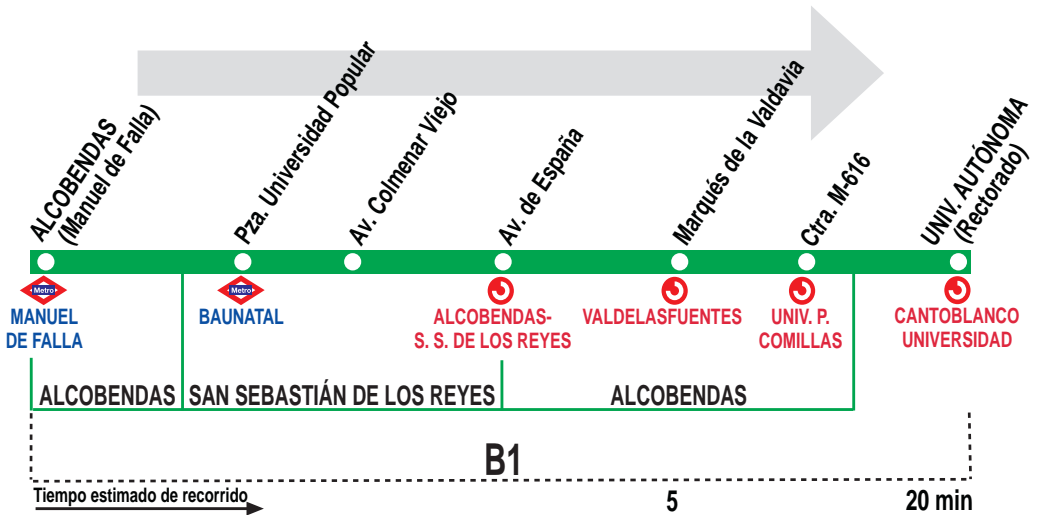 ALCOBENDAS
(Manuel de Falla)
Pza. Universidad Popular
Av. Colmenar Viejo
Av. de España
Marqués de la Valdavia
Ctra. M-616
UNIV. AUTÓNOMA
(Rectorado)
Metro
MANUEL
DE FALLA
Metro
BAUNATAL
ALCOBENDAS-
S. S. DE LOS REYES
VALDELASFUENTES
UNIV. P.
COMILLAS
CANTOBLANCO
UNIVERSIDAD
ALCOBENDAS
SAN SEBASTIÁN DE LOS REYES
ALCOBENDAS
B1
Tiempo estimado de recorrido
5
20 min